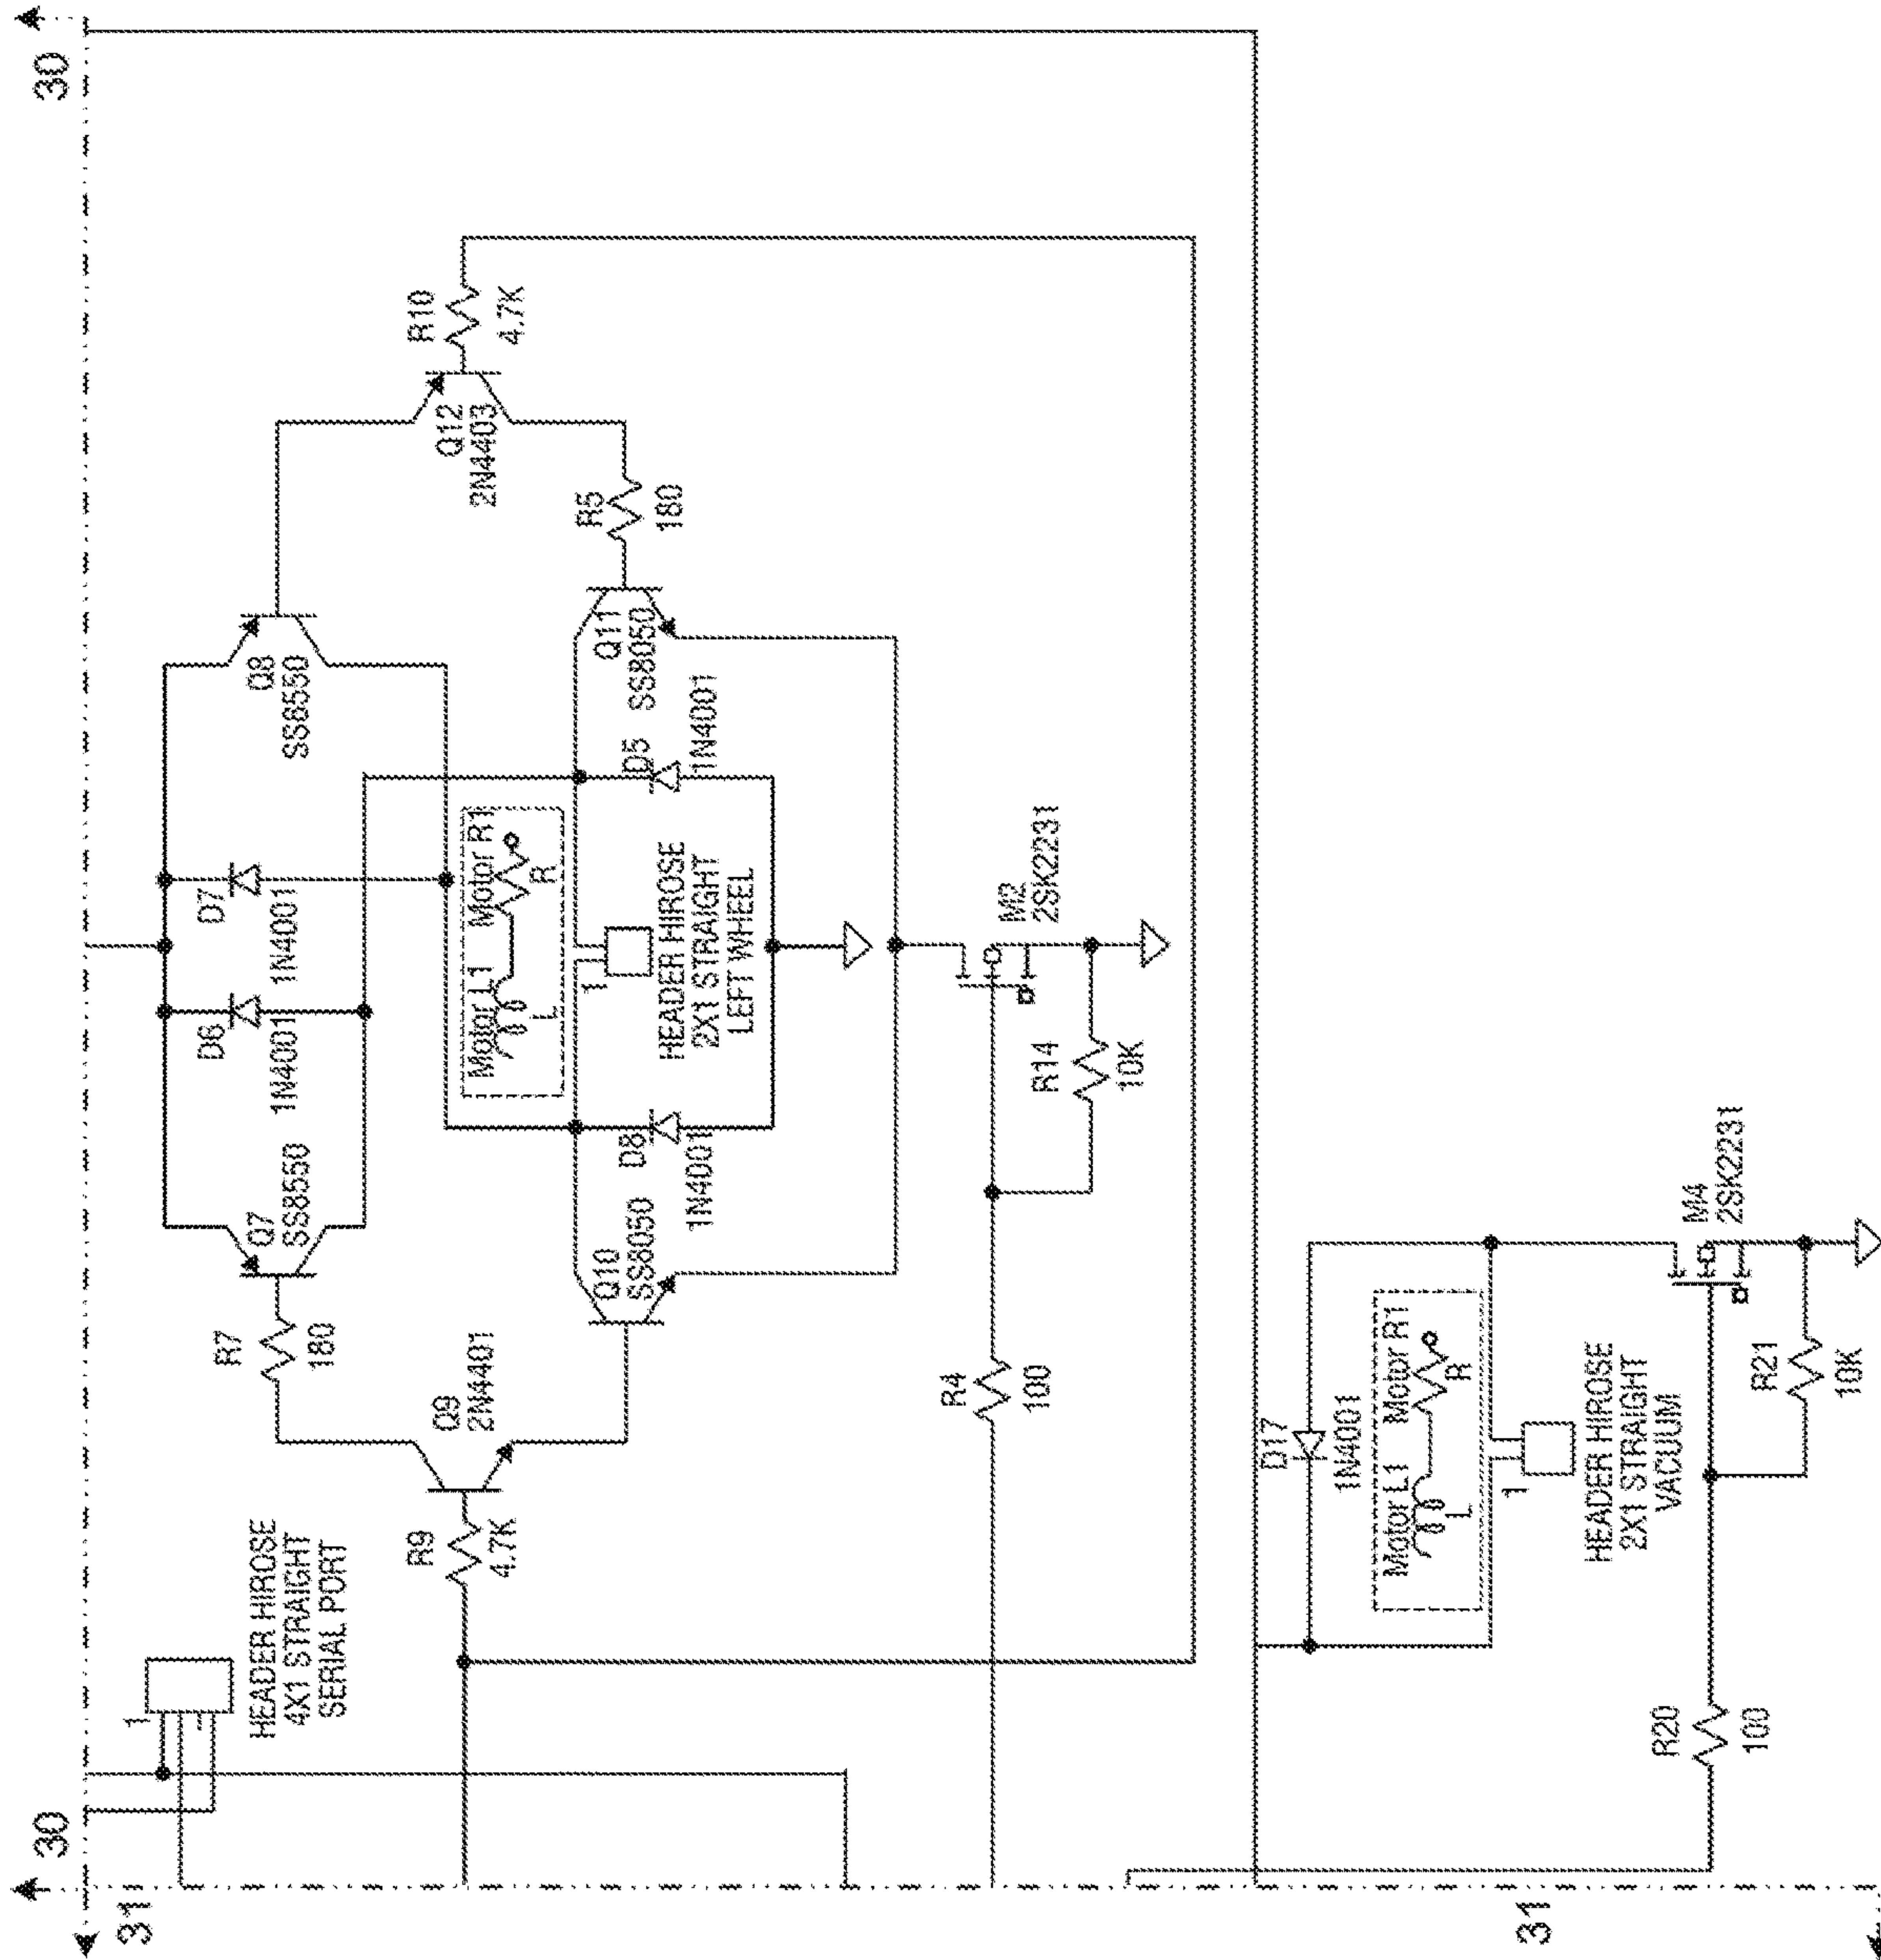 30
30
31
31
1
HEADER HIROSE
4X1 STRAIGHT
SERIAL PORT
R7
180
Q7
SS8550
D6
1N4001
D7
1N4001
Q8
SS8550
R9
4.7K
Q9
2N4401
Q12
2N4403
R10
4.7K
Motor L1
Motor R1
L
R
1
HEADER HIROSE
2X1 STRAIGHT
LEFT WHEEL
Q10
SS8050
D8
1N4001
D5
1N4001
Q11
SS8050
R5
180
R4
100
R14
10K
M2
2SK2231
D17
1N4001
Motor L1
Motor R1
L
R
1
HEADER HIROSE
2X1 STRAIGHT
VACUUM
R20
100
R21
10K
M4
2SK2231